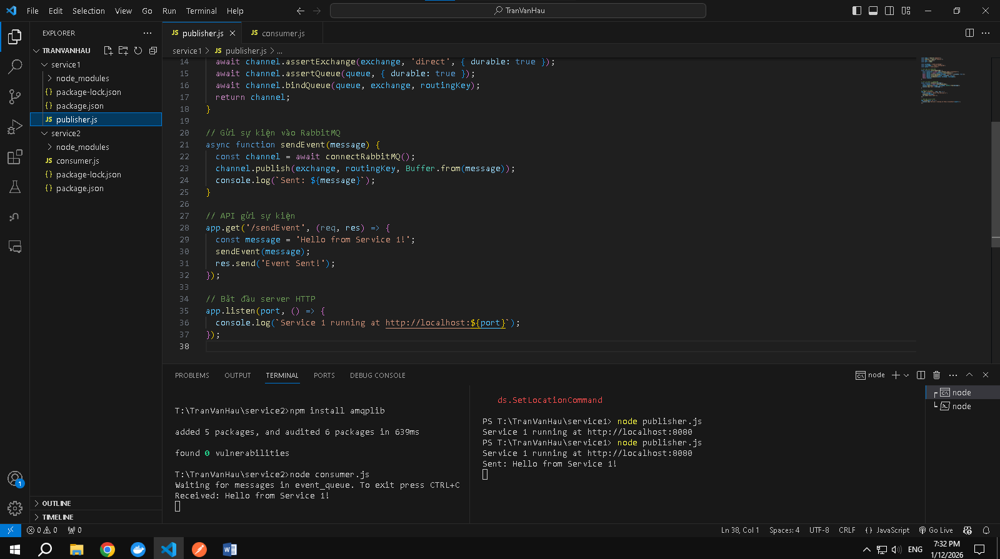 File Edit Selection View Go Run Terminal Help
TranVanHau
EXPLORER
TRANVANHAU
service1
node_modules
package-lock.json
package.json
publisher.js
service2
node_modules
consumer.js
package-lock.json
package.json
OUTLINE
TIMELINE
JS publisher.js
JS consumer.js
service1 > JS publisher.js > ...
14 await channel.assertExchange(exchange, 'direct', { durable: true });
15 await channel.assertQueue(queue, { durable: true });
16 await channel.bindQueue(queue, exchange, routingKey);
17 return channel;
18 }
19
20 // Gửi sự kiện vào RabbitMQ
21 async function sendEvent(message) {
22 const channel = await connectRabbitMQ();
23 channel.publish(exchange, routingKey, Buffer.from(message));
24 console.log(`Sent: ${message}`);
25 }
26
27 // API gửi sự kiện
28 app.get('/sendEvent', (req, res) => {
29 const message = 'Hello from Service 1!';
30 sendEvent(message);
31 res.send('Event Sent!');
32 });
33
34 // Bắt đầu server HTTP
35 app.listen(port, () => {
36 console.log(`Service 1 running at http://localhost:${port}`);
37 });
38
PROBLEMS OUTPUT TERMINAL PORTS DEBUG CONSOLE
node
T:\TranVanHau\service2>npm install amqplib
added 5 packages, and audited 6 packages in 639ms
found 0 vulnerabilities
T:\TranVanHau\service2>node consumer.js
Waiting for messages in event_queue. To exit press CTRL+C
Received: Hello from Service 1!
ds.SetLocationCommand
PS T:\TranVanHau\service1> node publisher.js
Service 1 running at http://localhost:8080
PS T:\TranVanHau\service1> node publisher.js
Service 1 running at http://localhost:8080
Sent: Hello from Service 1!
node
node
1
0 0 0
Ln 38, Col 1 Spaces: 4 UTF-8 CRLF {} JavaScript Go Live
ENG
7:32 PM
1/12/2026